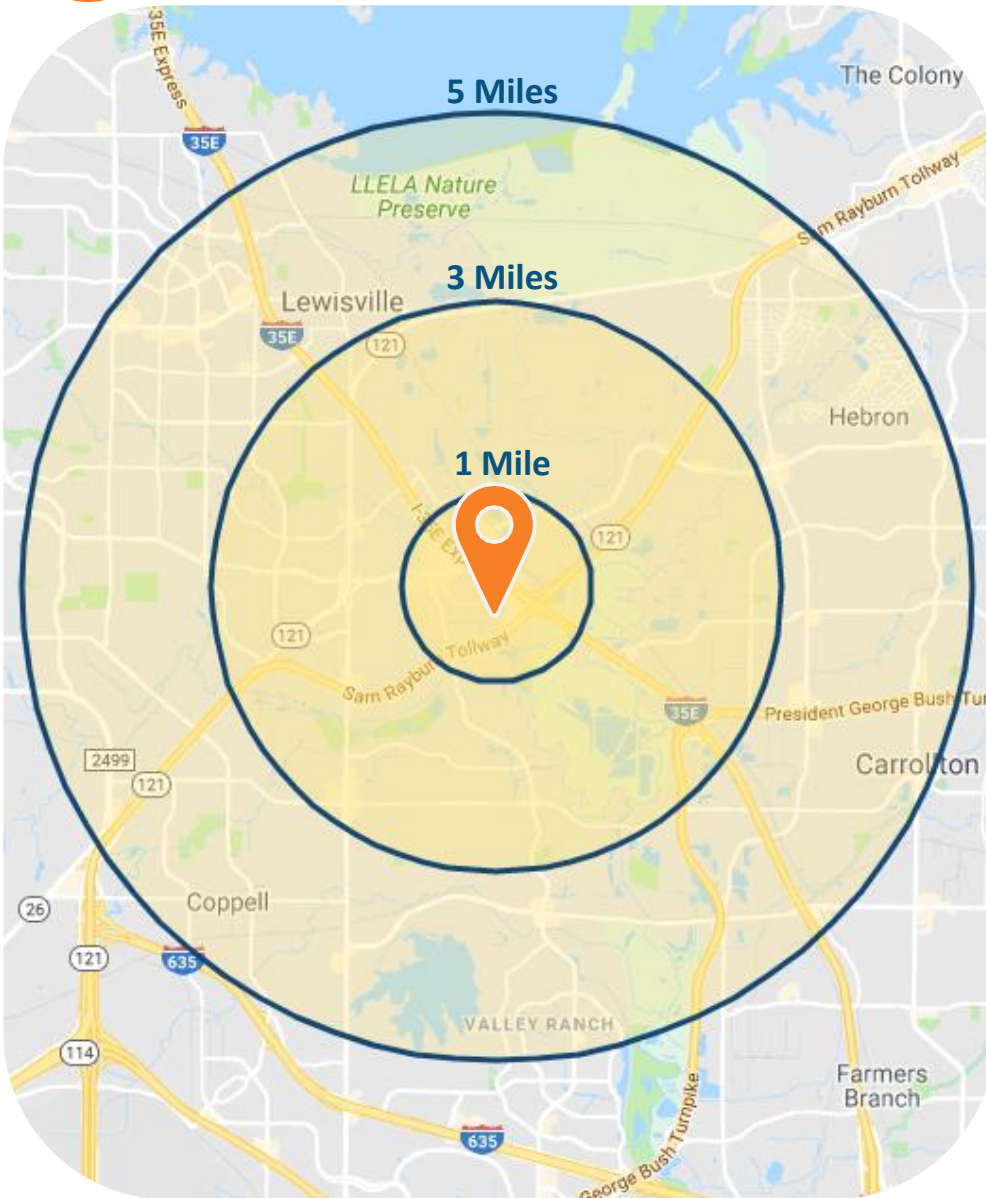 I-35E Express
The Colony
5 Miles
35E
Sam Rayburn Tollway
LLELA Nature
Preserve
3 Miles
Lewisville
35E
121
Hebron
1 Mile
I-35E Exp
121
121
Sam Rayburn Tollway
35E
President George Bush Tur
2499
121
Carrollton
Coppell
26
121
635
VALLEY RANCH
114
Farmers
Branch
635
George Bush Turnpike